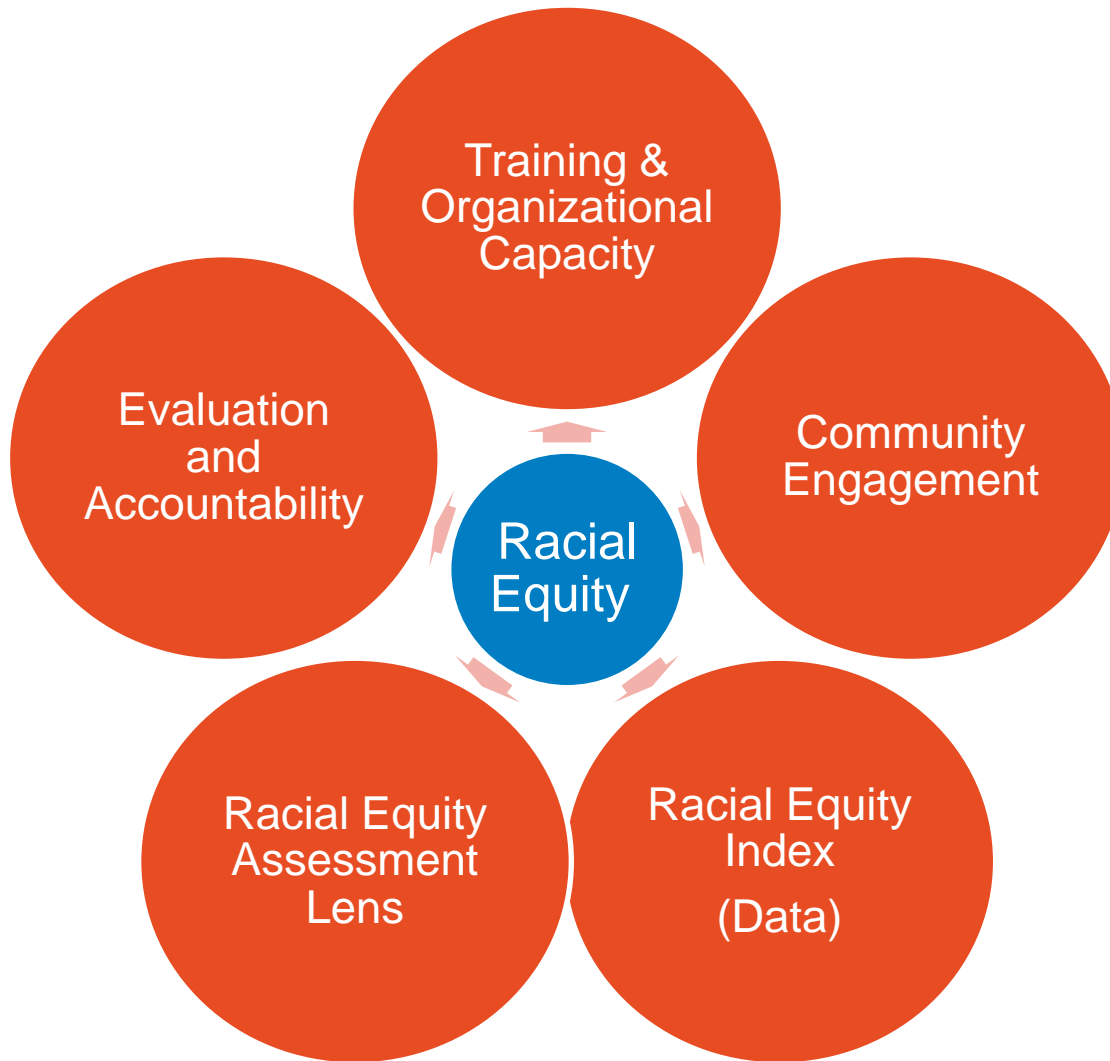 Training &
Organizational
Capacity
Community
Engagement
Racial Equity
Index
(Data)
Racial Equity
Assessment
Lens
Evaluation
and
Accountability
Racial
Equity